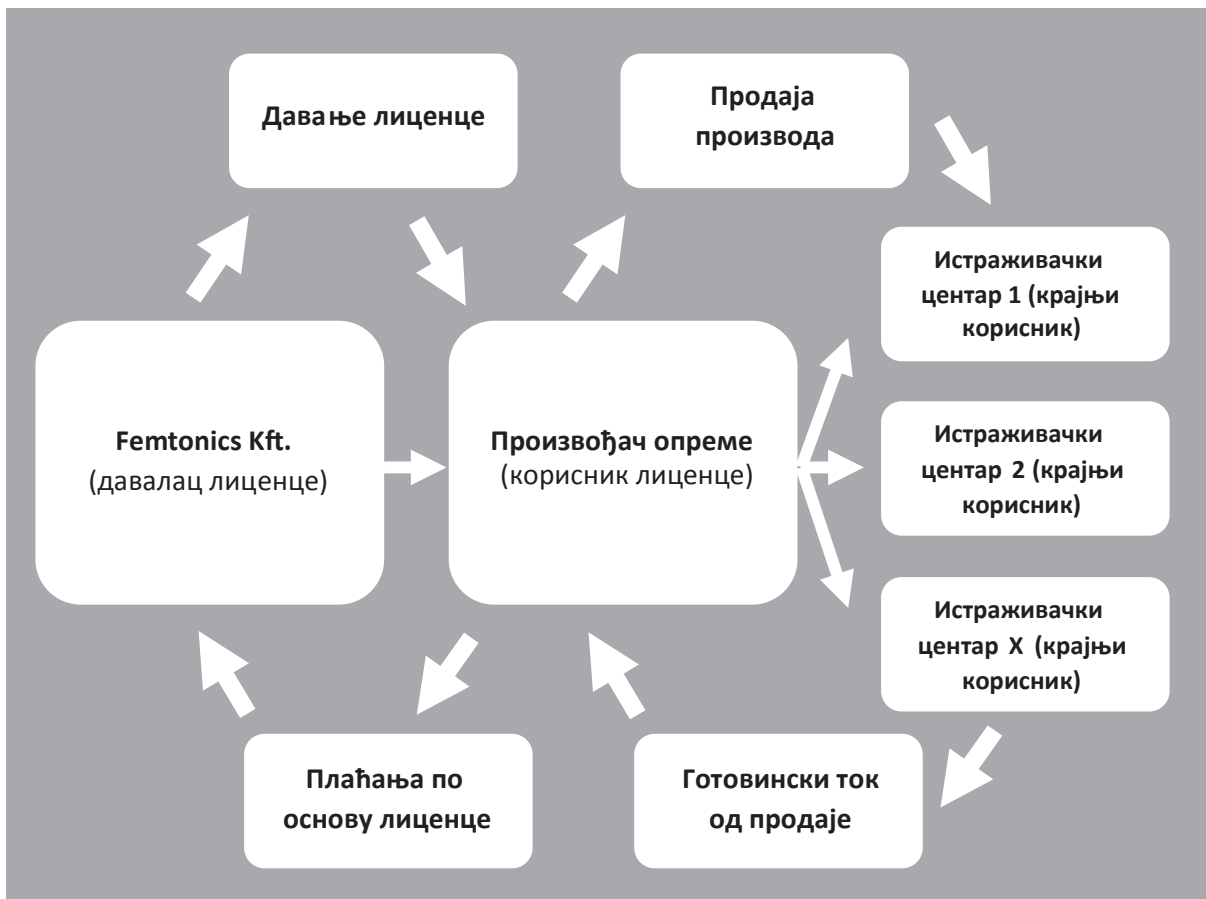 Давање лиценце
Продаја
производа
Истраживачки
центар 1 (крајњи
корисник)
Femtonics Kft.
(давалац лиценце)
Произвођач опреме
(корисник лиценце)
Истраживачки
центар 2 (крајњи
корисник)
Истраживачки
центар X (крајњи
корисник)
Плаћања по
основу лиценце
Готовински ток
од продаје